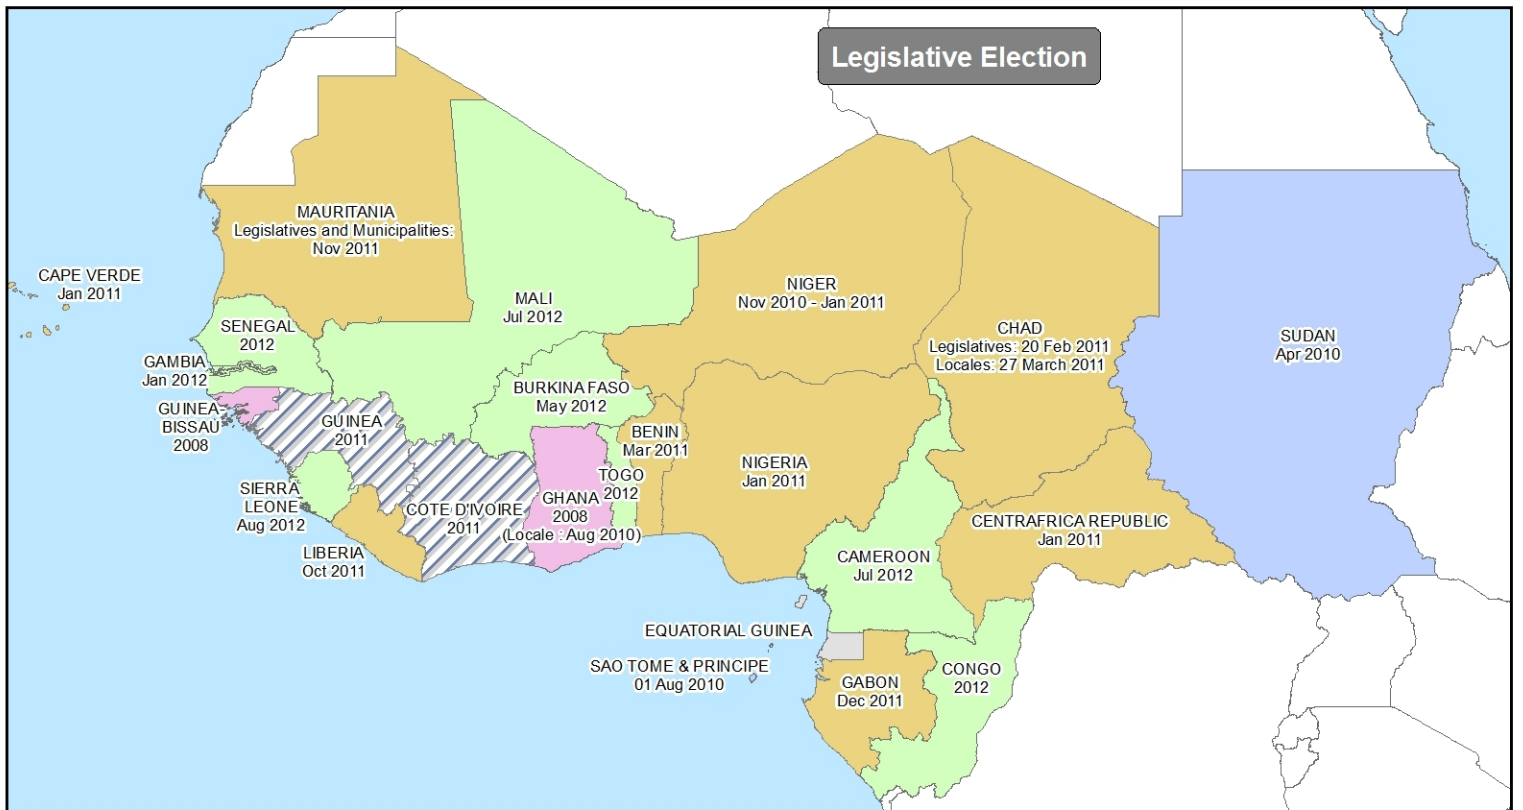 Legislative Election
MAURITANIA
Legislatives and Municipalities:
Nov 2011
CAPE VERDE
Jan 2011
MALI
Jul 2012
NIGER
Nov 2010 - Jan 2011
CHAD
Legislatives: 20 Feb 2011
Locales: 27 March 2011
SUDAN
Apr 2010
SENEGAL
2012
GAMBIA
Jan 2012
GUINEA-
BISSAU
2008
GUINEA
2011
BURKINA FASO
May 2012
BENIN
Mar 2011
NIGERIA
Jan 2011
TOGO
2012
SIERRA
LEONE
Aug 2012
COTE D'IVOIRE
2011
GHANA
2008
(Locale : Aug 2010)
LIBERIA
Oct 2011
CENTRAFRICA REPUBLIC
Jan 2011
CAMEROON
Jul 2012
EQUATORIAL GUINEA
SAO TOME & PRINCIPE
01 Aug 2010
GABON
Dec 2011
CONGO
2012